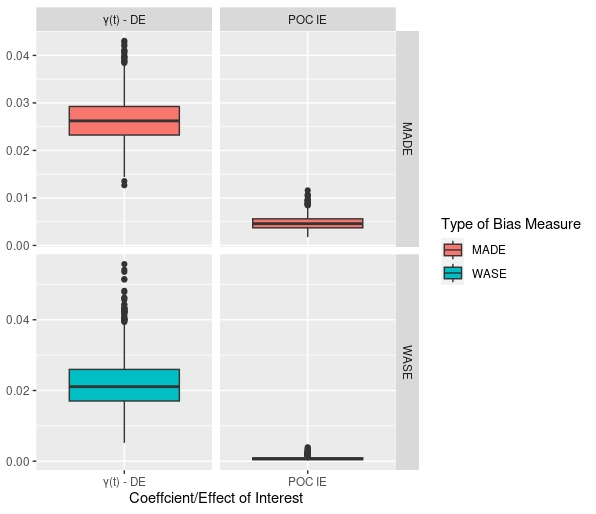 γ(t) - DE
POC IE
0.04
0.03
0.02
0.01
0.00
MADE
0.04
0.02
0.00
WASE
γ(t) - DE
POC IE
Coeffcient/Effect of Interest
Type of Bias Measure
MADE
WASE